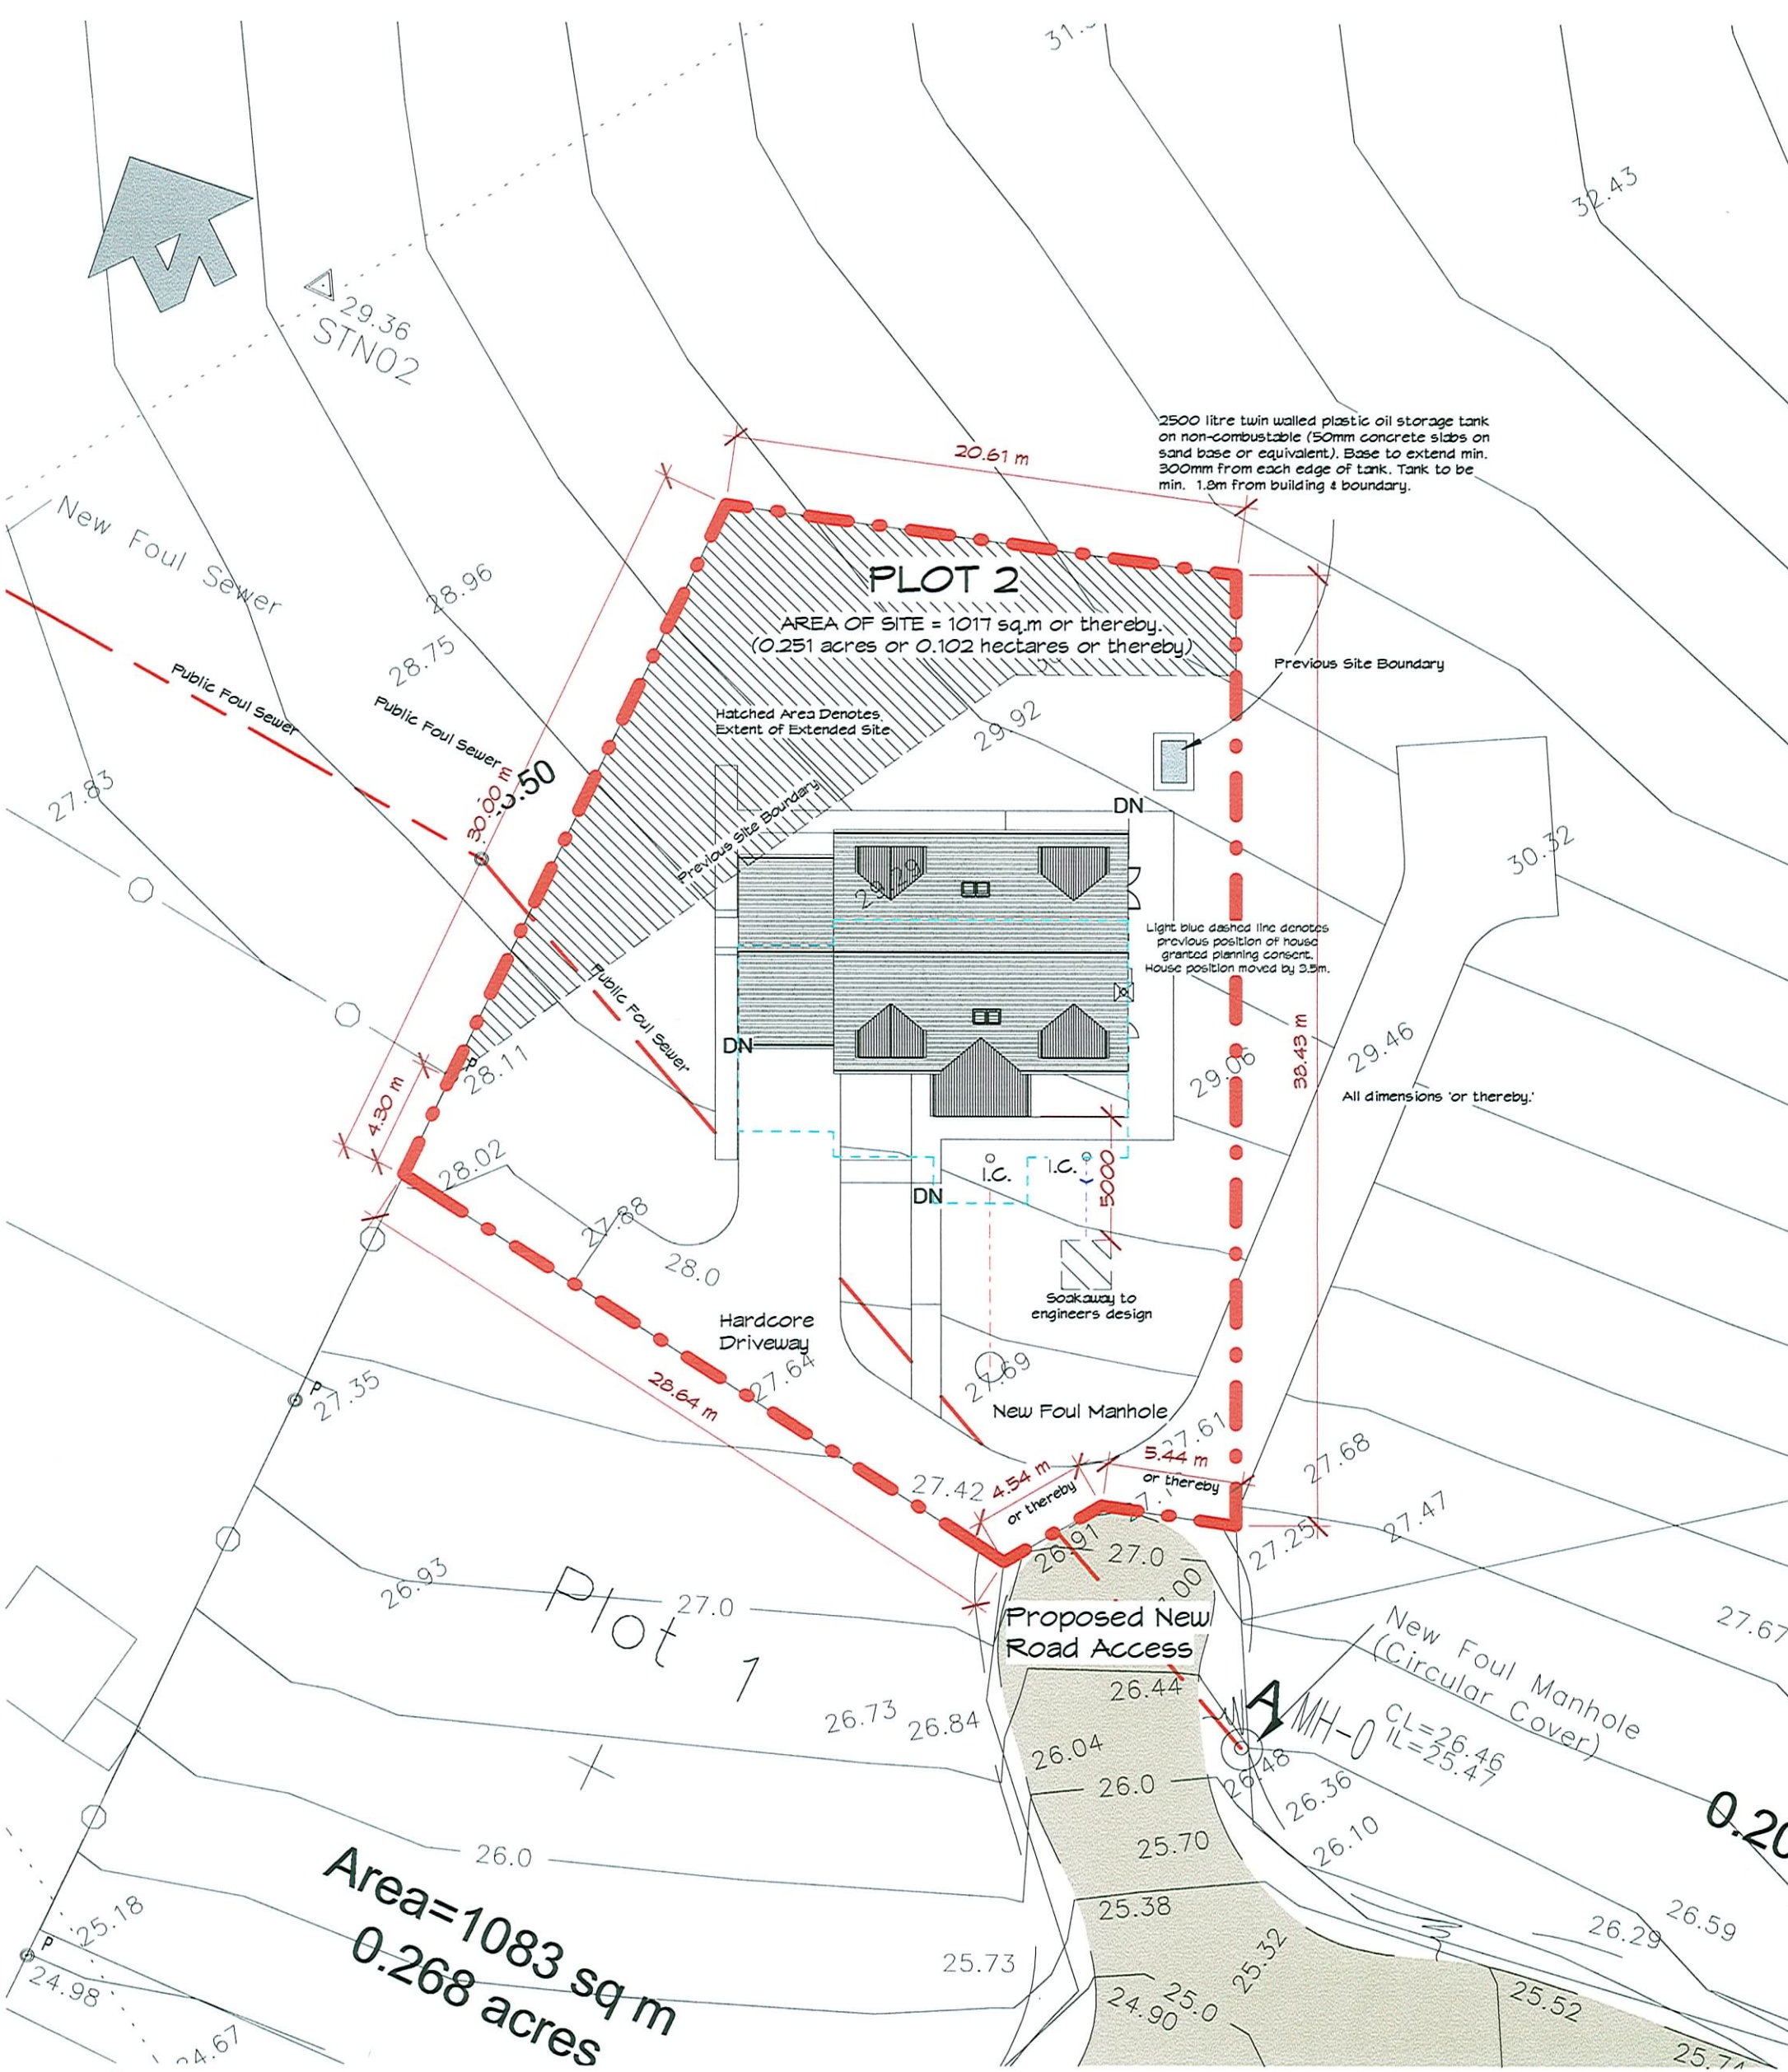 32.43
29.36
STN02
2500 litre twin walled plastic oil storage tank
on non-combustable (50mm concrete slabs on
sand base or equivalent). Base to extend min.
300mm from each edge of tank. Tank to be
min. 1.8m from building & boundary.
20.61 m
New Foul Sewer
28.96
PLOT 2
AREA OF SITE = 1017 sq.m or thereby.
(0.251 acres or 0.102 hectares or thereby)
28.75
Previous Site Boundary
Public Foul Sewer
Public Foul Sewer
Hatched Area Denotes
Extent of Extended Site
29.92
30.00 m
27.83
Previous Site Boundary
DN
30.32
29.29
Light blue dashed line denotes
previous position of house
granted planning consent.
House position moved by 3.5m.
Public Foul Sewer
DN
P
28.11
4.30 m
29.06
38.43 m
29.46
All dimensions 'or thereby.'
28.02
I.C.
I.C.
5000
DN
27.88
28.0
Soakaway to
engineers design
Hardcore
Driveway
27.64
27.69
P
27.35
28.64 m
New Foul Manhole
27.61
27.68
5.44 m
or thereby
4.54 m
or thereby
27.42
27.47
27.25
26.91
27.0
26.93
27.0
Plot 1
Proposed New
Road Access
New Foul Manhole
(Circular Cover)
27.67
26.44
A
MH-0
CL=26.46
IL=25.47
26.73
26.84
26.04
26.48
26.0
26.36
26.10
25.70
26.0
Area=1083 sq m
0.268 acres
25.38
25.18
P
24.98
25.73
25.32
26.29
26.59
25.0
24.90
25.52